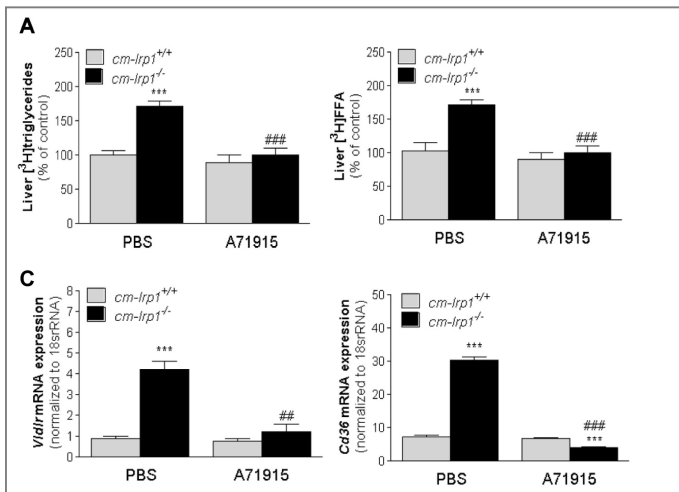 A
Liver [³H]triglycerides
(% of control)
250
200
150
100
50
0
cm-lrp1+/+
cm-lrp1-/-
***
###
PBS
A71915
Liver [³H]FFA
(% of control)
250
200
150
100
50
0
cm-lrp1+/+
cm-lrp1-/-
***
###
PBS
A71915
C
Vldlr mRNA expression
(normalized to 18srRNA)
8
7
6
5
4
3
2
1
0
cm-lrp1+/+
cm-lrp1-/-
***
##
PBS
A71915
Cd36 mRNA expression
(normalized to 18srRNA)
50
40
30
20
10
0
cm-lrp1+/+
cm-lrp1-/-
***
###
***
PBS
A71915